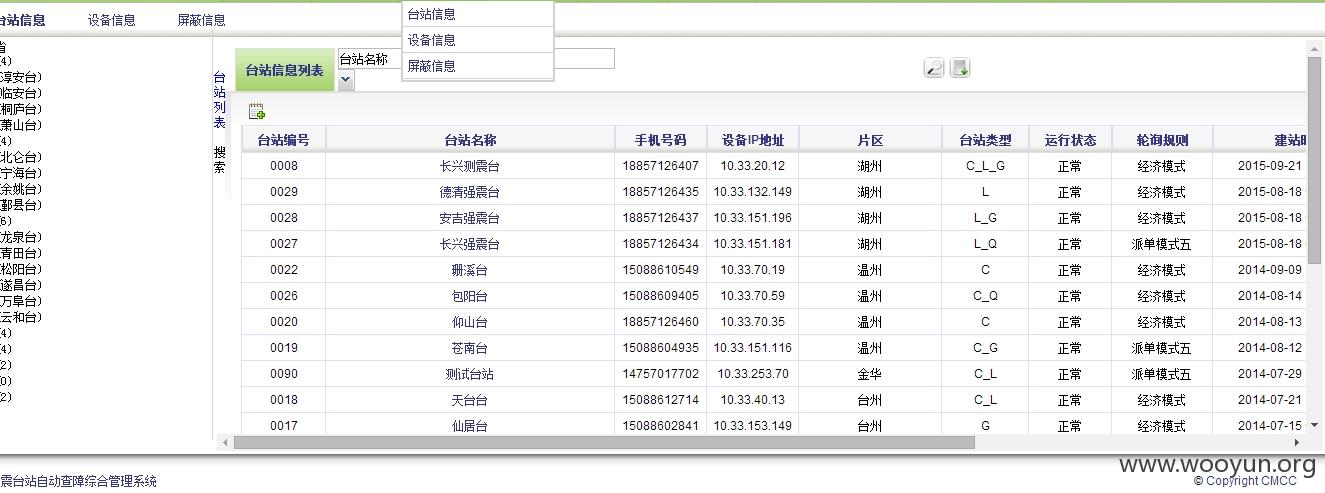 台站信息 设备信息 屏蔽信息
台站信息
设备信息
屏蔽信息
省
(4)
[淳安台)
[临安台)
[桐庐台)
[萧山台)
(4)
[北仑台)
[宁海台)
[余姚台)
[鄞县台)
(6)
[龙泉台)
[青田台)
[松阳台)
[遂昌台)
[万阜台)
[云和台)
(4)
(4)
(2)
(0)
(2)
台站列表
搜索
台站信息列表 台站名称
台站编号 台站名称 手机号码 设备IP地址 片区 台站类型 运行状态 轮询规则 建站时
0008 长兴测震台 18857126407 10.33.20.12 湖州 C_L_G 正常 经济模式 2015-09-21
0029 德清强震台 18857126435 10.33.132.149 湖州 L 正常 经济模式 2015-08-18
0028 安吉强震台 18857126437 10.33.151.196 湖州 L_G 正常 经济模式 2015-08-18
0027 长兴强震台 18857126434 10.33.151.181 湖州 L_Q 正常 派单模式五 2015-08-18
0022 珊溪台 15088610549 10.33.70.19 温州 C 正常 经济模式 2014-09-09
0026 包阳台 15088609405 10.33.70.59 温州 C_Q 正常 经济模式 2014-08-14
0020 仰山台 18857126460 10.33.70.35 温州 C 正常 经济模式 2014-08-13
0019 苍南台 15088604935 10.33.151.116 温州 C_G 正常 派单模式五 2014-08-12
0090 测试台站 14757017702 10.33.253.70 金华 C_L 正常 派单模式五 2014-07-29
0018 天台台 15088612714 10.33.40.13 台州 C_L 正常 经济模式 2014-07-21
0017 仙居台 15088602841 10.33.153.149 台州 G 正常 经济模式 2014-07-15
www.wooyun.org
震台站自动查障综合管理系统 © Copyright CMCC